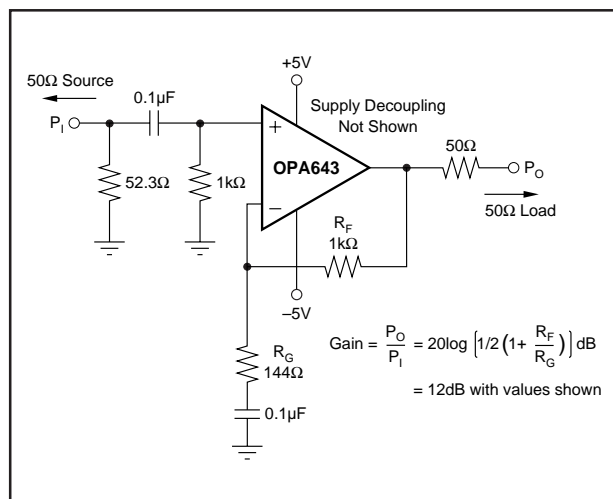 +5V
50Ω Source
0.1µF
Supply Decoupling
Not Shown
P_I
+
50Ω
OPA643
P_O
52.3Ω
1kΩ
−
50Ω Load
R_F
1kΩ
–5V
R_G
144Ω
0.1µF
Gain = P_O/P_I = 20log [1/2(1+ R_F/R_G)] dB
= 12dB with values shown